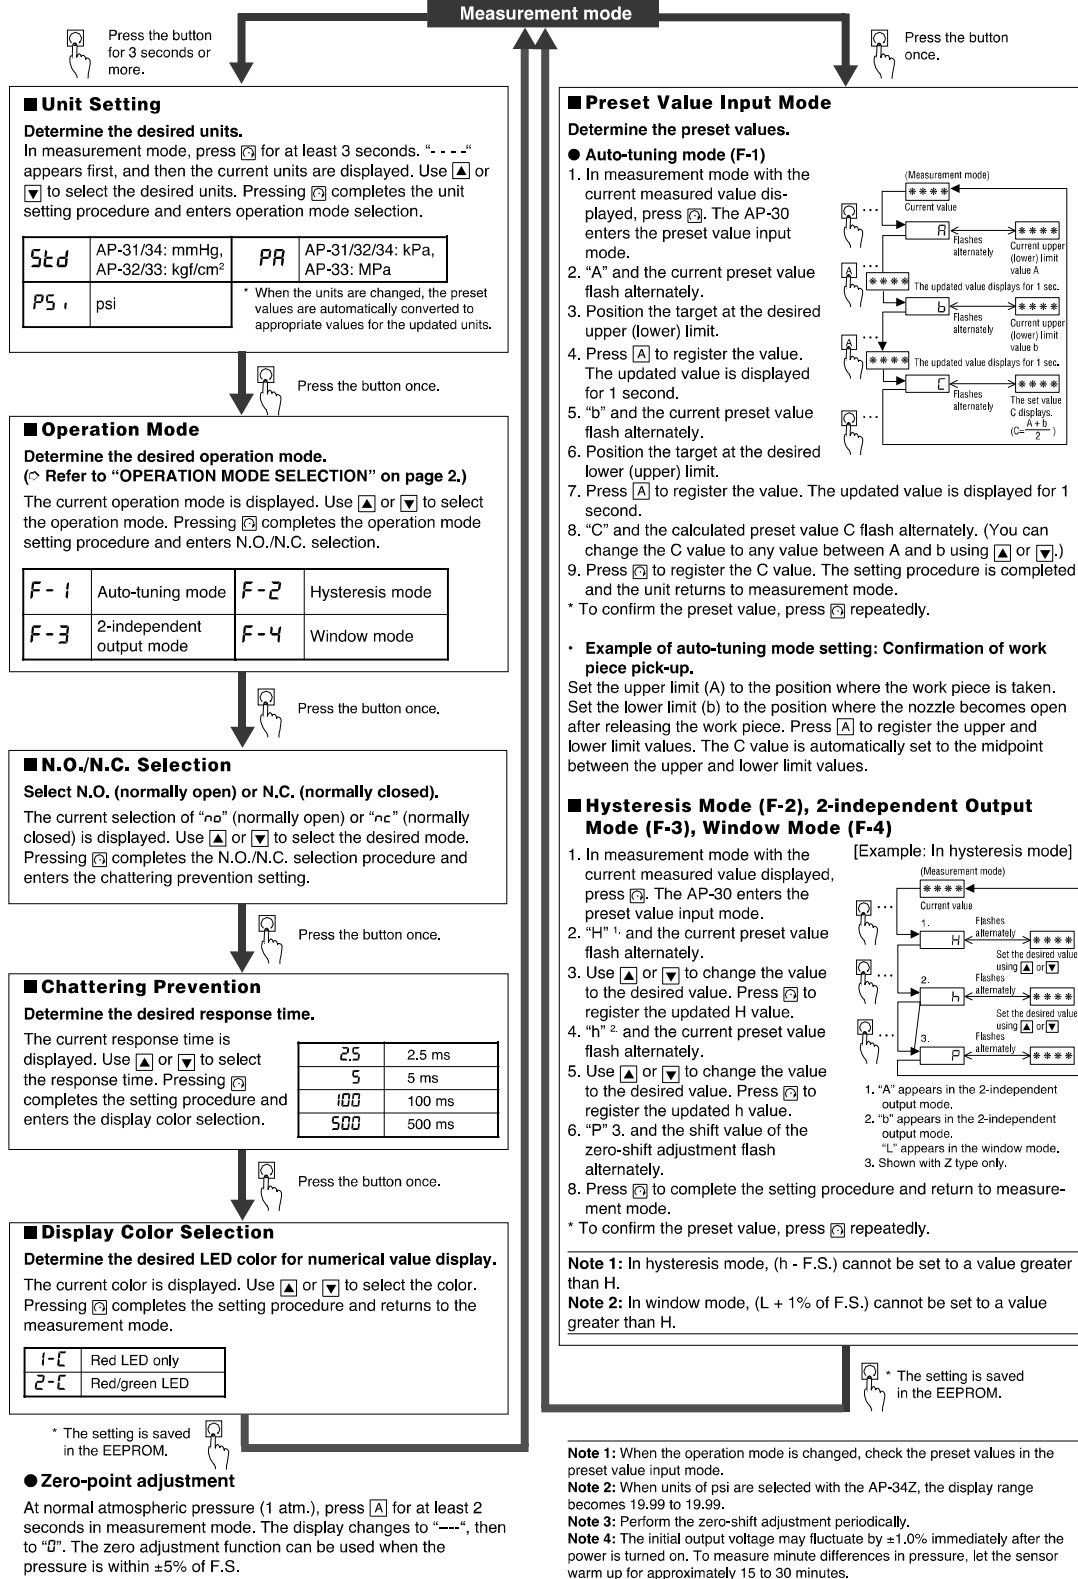 Measurement mode
Press the button
for 3 seconds or
more.
■ Unit Setting
Determine the desired units.
In measurement mode, press for at least 3 seconds. “- - - -“
appears first, and then the current units are displayed. Use ▲ or
▼ to select the desired units. Pressing completes the unit
setting procedure and enters operation mode selection.
Std AP-31/34: mmHg, PA AP-31/32/34: kPa,
AP-32/33: kgf/cm² AP-33: MPa
PSi psi
* When the units are changed, the preset
values are automatically converted to
appropriate values for the updated units.
Press the button once.
■ Operation Mode
Determine the desired operation mode.
(⇨ Refer to “OPERATION MODE SELECTION” on page 2.)
The current operation mode is displayed. Use ▲ or ▼ to select
the operation mode. Pressing completes the operation mode
setting procedure and enters N.O./N.C. selection.
F-1 Auto-tuning mode F-2 Hysteresis mode
F-3 2-independent
output mode F-4 Window mode
Press the button once.
■ N.O./N.C. Selection
Select N.O. (normally open) or N.C. (normally closed).
The current selection of “no” (normally open) or “nc” (normally
closed) is displayed. Use ▲ or ▼ to select the desired mode.
Pressing completes the N.O./N.C. selection procedure and
enters the chattering prevention setting.
Press the button once.
■ Chattering Prevention
Determine the desired response time.
The current response time is
displayed. Use ▲ or ▼ to select
the response time. Pressing
completes the setting procedure and
enters the display color selection.
2.5 2.5 ms
5 5 ms
100 100 ms
500 500 ms
Press the button once.
■ Display Color Selection
Determine the desired LED color for numerical value display.
The current color is displayed. Use ▲ or ▼ to select the color.
Pressing completes the setting procedure and returns to the
measurement mode.
1-C Red LED only
2-C Red/green LED
* The setting is saved
in the EEPROM.
● Zero-point adjustment
At normal atmospheric pressure (1 atm.), press A for at least 2
seconds in measurement mode. The display changes to “---“, then
to “0”. The zero adjustment function can be used when the
pressure is within ±5% of F.S.
Press the button
once.
■ Preset Value Input Mode
Determine the preset values.
● Auto-tuning mode (F-1)
1. In measurement mode with the
current measured value dis-
played, press . The AP-30
enters the preset value input
mode.
2. “A” and the current preset value
flash alternately.
3. Position the target at the desired
upper (lower) limit.
4. Press A to register the value.
The updated value is displayed
for 1 second.
5. “b” and the current preset value
flash alternately.
6. Position the target at the desired
lower (upper) limit.
7. Press A to register the value. The updated value is displayed for 1
second.
8. “C” and the calculated preset value C flash alternately. (You can
change the C value to any value between A and b using ▲ or ▼.)
9. Press to register the C value. The setting procedure is completed
and the unit returns to measurement mode.
* To confirm the preset value, press repeatedly.
(Measurement mode)
****
Current value
A
Flashes
alternately
****
Current upper
(lower) limit
value A
A
**** The updated value displays for 1 sec.
b
Flashes
alternately
****
Current upper
(lower) limit
value b
A
**** The updated value displays for 1 sec.
C
Flashes
alternately
****
The set value
C displays.
(C=A+b/2)
· Example of auto-tuning mode setting: Confirmation of work
piece pick-up.
Set the upper limit (A) to the position where the work piece is taken.
Set the lower limit (b) to the position where the nozzle becomes open
after releasing the work piece. Press A to register the upper and
lower limit values. The C value is automatically set to the midpoint
between the upper and lower limit values.
■ Hysteresis Mode (F-2), 2-independent Output
Mode (F-3), Window Mode (F-4)
1. In measurement mode with the
current measured value displayed,
press . The AP-30 enters the
preset value input mode.
2. “H” 1. and the current preset value
flash alternately.
3. Use ▲ or ▼ to change the value
to the desired value. Press to
register the updated H value.
4. “h” 2. and the current preset value
flash alternately.
5. Use ▲ or ▼ to change the value
to the desired value. Press to
register the updated h value.
6. “P” 3. and the shift value of the
zero-shift adjustment flash
alternately.
8. Press to complete the setting procedure and return to measure-
ment mode.
* To confirm the preset value, press repeatedly.
[Example: In hysteresis mode]
(Measurement mode)
****
Current value
1.
H
Flashes
alternately
****
Set the desired value
using ▲ or ▼
2.
h
Flashes
alternately
****
Set the desired value
using ▲ or ▼
3.
P
Flashes
alternately
****
1. “A” appears in the 2-independent
output mode.
2. “b” appears in the 2-independent
output mode.
“L” appears in the window mode.
3. Shown with Z type only.
Note 1: In hysteresis mode, (h - F.S.) cannot be set to a value greater
than H.
Note 2: In window mode, (L + 1% of F.S.) cannot be set to a value
greater than H.
* The setting is saved
in the EEPROM.
Note 1: When the operation mode is changed, check the preset values in the
preset value input mode.
Note 2: When units of psi are selected with the AP-34Z, the display range
becomes 19.99 to 19.99.
Note 3: Perform the zero-shift adjustment periodically.
Note 4: The initial output voltage may fluctuate by ±1.0% immediately after the
power is turned on. To measure minute differences in pressure, let the sensor
warm up for approximately 15 to 30 minutes.